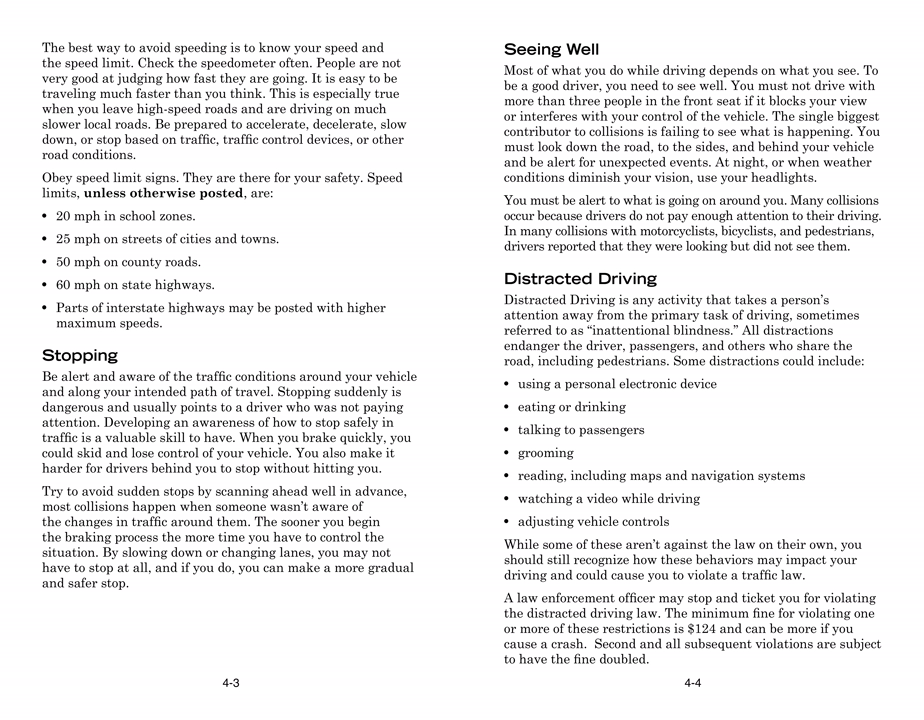 The best way to avoid speeding is to know your speed and
the speed limit. Check the speedometer often. People are not
very good at judging how fast they are going. It is easy to be
traveling much faster than you think. This is especially true
when you leave high-speed roads and are driving on much
slower local roads. Be prepared to accelerate, decelerate, slow
down, or stop based on traffic, traffic control devices, or other
road conditions.
Obey speed limit signs. They are there for your safety. Speed
limits, unless otherwise posted, are:
• 20 mph in school zones.
• 25 mph on streets of cities and towns.
• 50 mph on county roads.
• 60 mph on state highways.
• Parts of interstate highways may be posted with higher
maximum speeds.
Stopping
Be alert and aware of the traffic conditions around your vehicle
and along your intended path of travel. Stopping suddenly is
dangerous and usually points to a driver who was not paying
attention. Developing an awareness of how to stop safely in
traffic is a valuable skill to have. When you brake quickly, you
could skid and lose control of your vehicle. You also make it
harder for drivers behind you to stop without hitting you.
Try to avoid sudden stops by scanning ahead well in advance,
most collisions happen when someone wasn't aware of
the changes in traffic around them. The sooner you begin
the braking process the more time you have to control the
situation. By slowing down or changing lanes, you may not
have to stop at all, and if you do, you can make a more gradual
and safer stop.
4-3
Seeing Well
Most of what you do while driving depends on what you see. To
be a good driver, you need to see well. You must not drive with
more than three people in the front seat if it blocks your view
or interferes with your control of the vehicle. The single biggest
contributor to collisions is failing to see what is happening. You
must look down the road, to the sides, and behind your vehicle
and be alert for unexpected events. At night, or when weather
conditions diminish your vision, use your headlights.
You must be alert to what is going on around you. Many collisions
occur because drivers do not pay enough attention to their driving.
In many collisions with motorcyclists, bicyclists, and pedestrians,
drivers reported that they were looking but did not see them.
Distracted Driving
Distracted Driving is any activity that takes a person's
attention away from the primary task of driving, sometimes
referred to as “inattentional blindness.” All distractions
endanger the driver, passengers, and others who share the
road, including pedestrians. Some distractions could include:
• using a personal electronic device
• eating or drinking
• talking to passengers
• grooming
• reading, including maps and navigation systems
• watching a video while driving
• adjusting vehicle controls
While some of these aren't against the law on their own, you
should still recognize how these behaviors may impact your
driving and could cause you to violate a traffic law.
A law enforcement officer may stop and ticket you for violating
the distracted driving law. The minimum fine for violating one
or more of these restrictions is $124 and can be more if you
cause a crash.  Second and all subsequent violations are subject
to have the fine doubled.
4-4